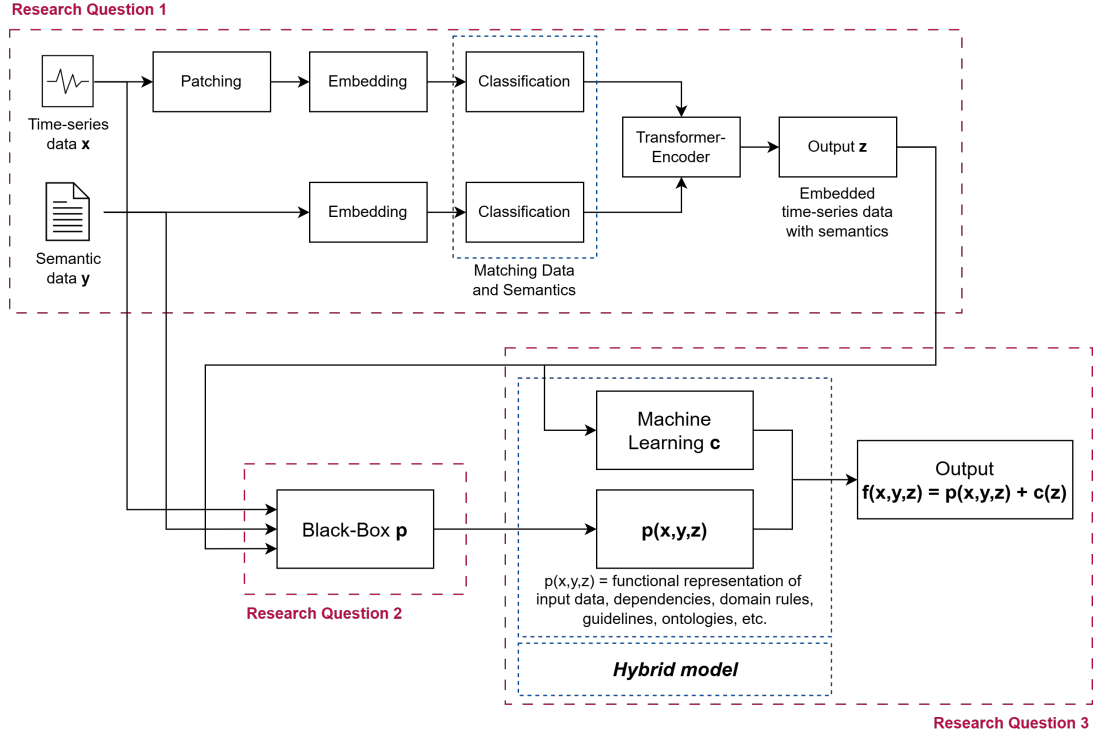 Research Question 1
Patching
Embedding
Classification
Time-series
data x
Transformer-
Encoder
Output z
Embedding
Classification
Embedded
time-series data
with semantics
Semantic
data y
Matching Data
and Semantics
Machine
Learning c
Output
f(x,y,z) = p(x,y,z) + c(z)
Black-Box p
p(x,y,z)
p(x,y,z) = functional representation of
input data, dependencies, domain rules,
guidelines, ontologies, etc.
Research Question 2
Hybrid model
Research Question 3